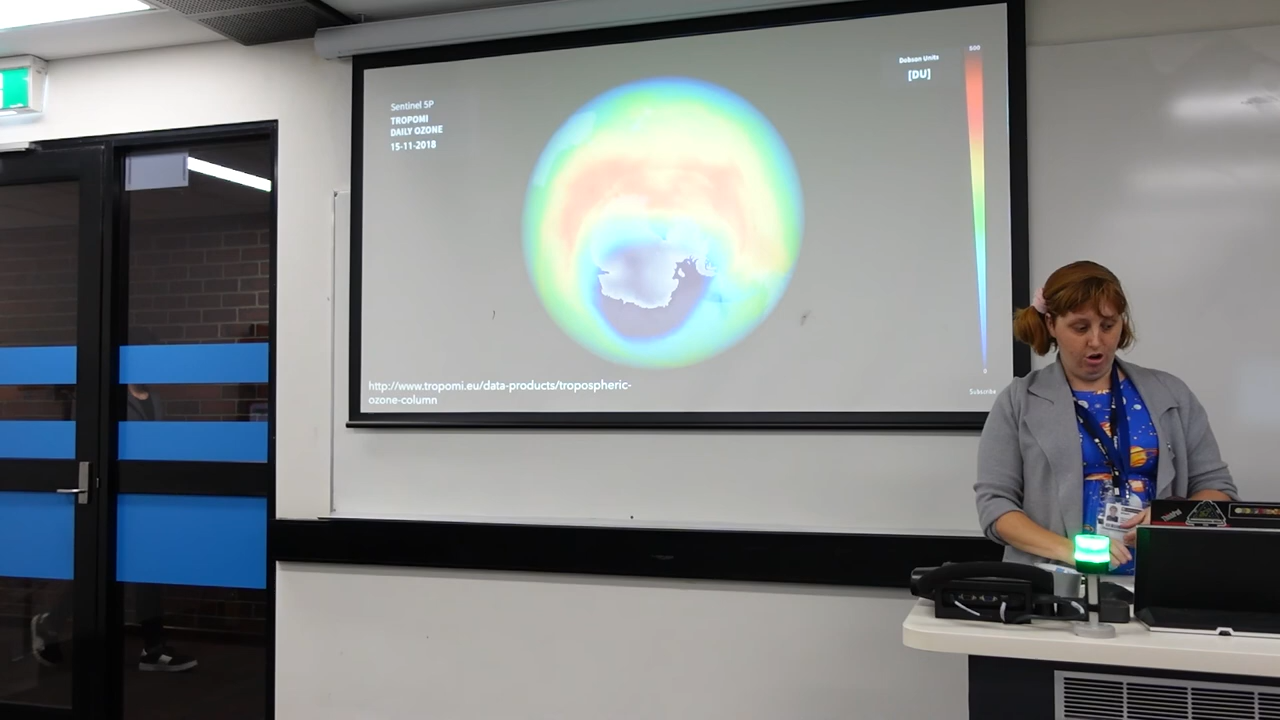 Sentinel 5P
TROPOMI
DAILY OZONE
15-11-2018
Dobson Units
[DU]
500
0
Subscribe
http://www.tropomi.eu/data-products/tropospheric-
ozone-column